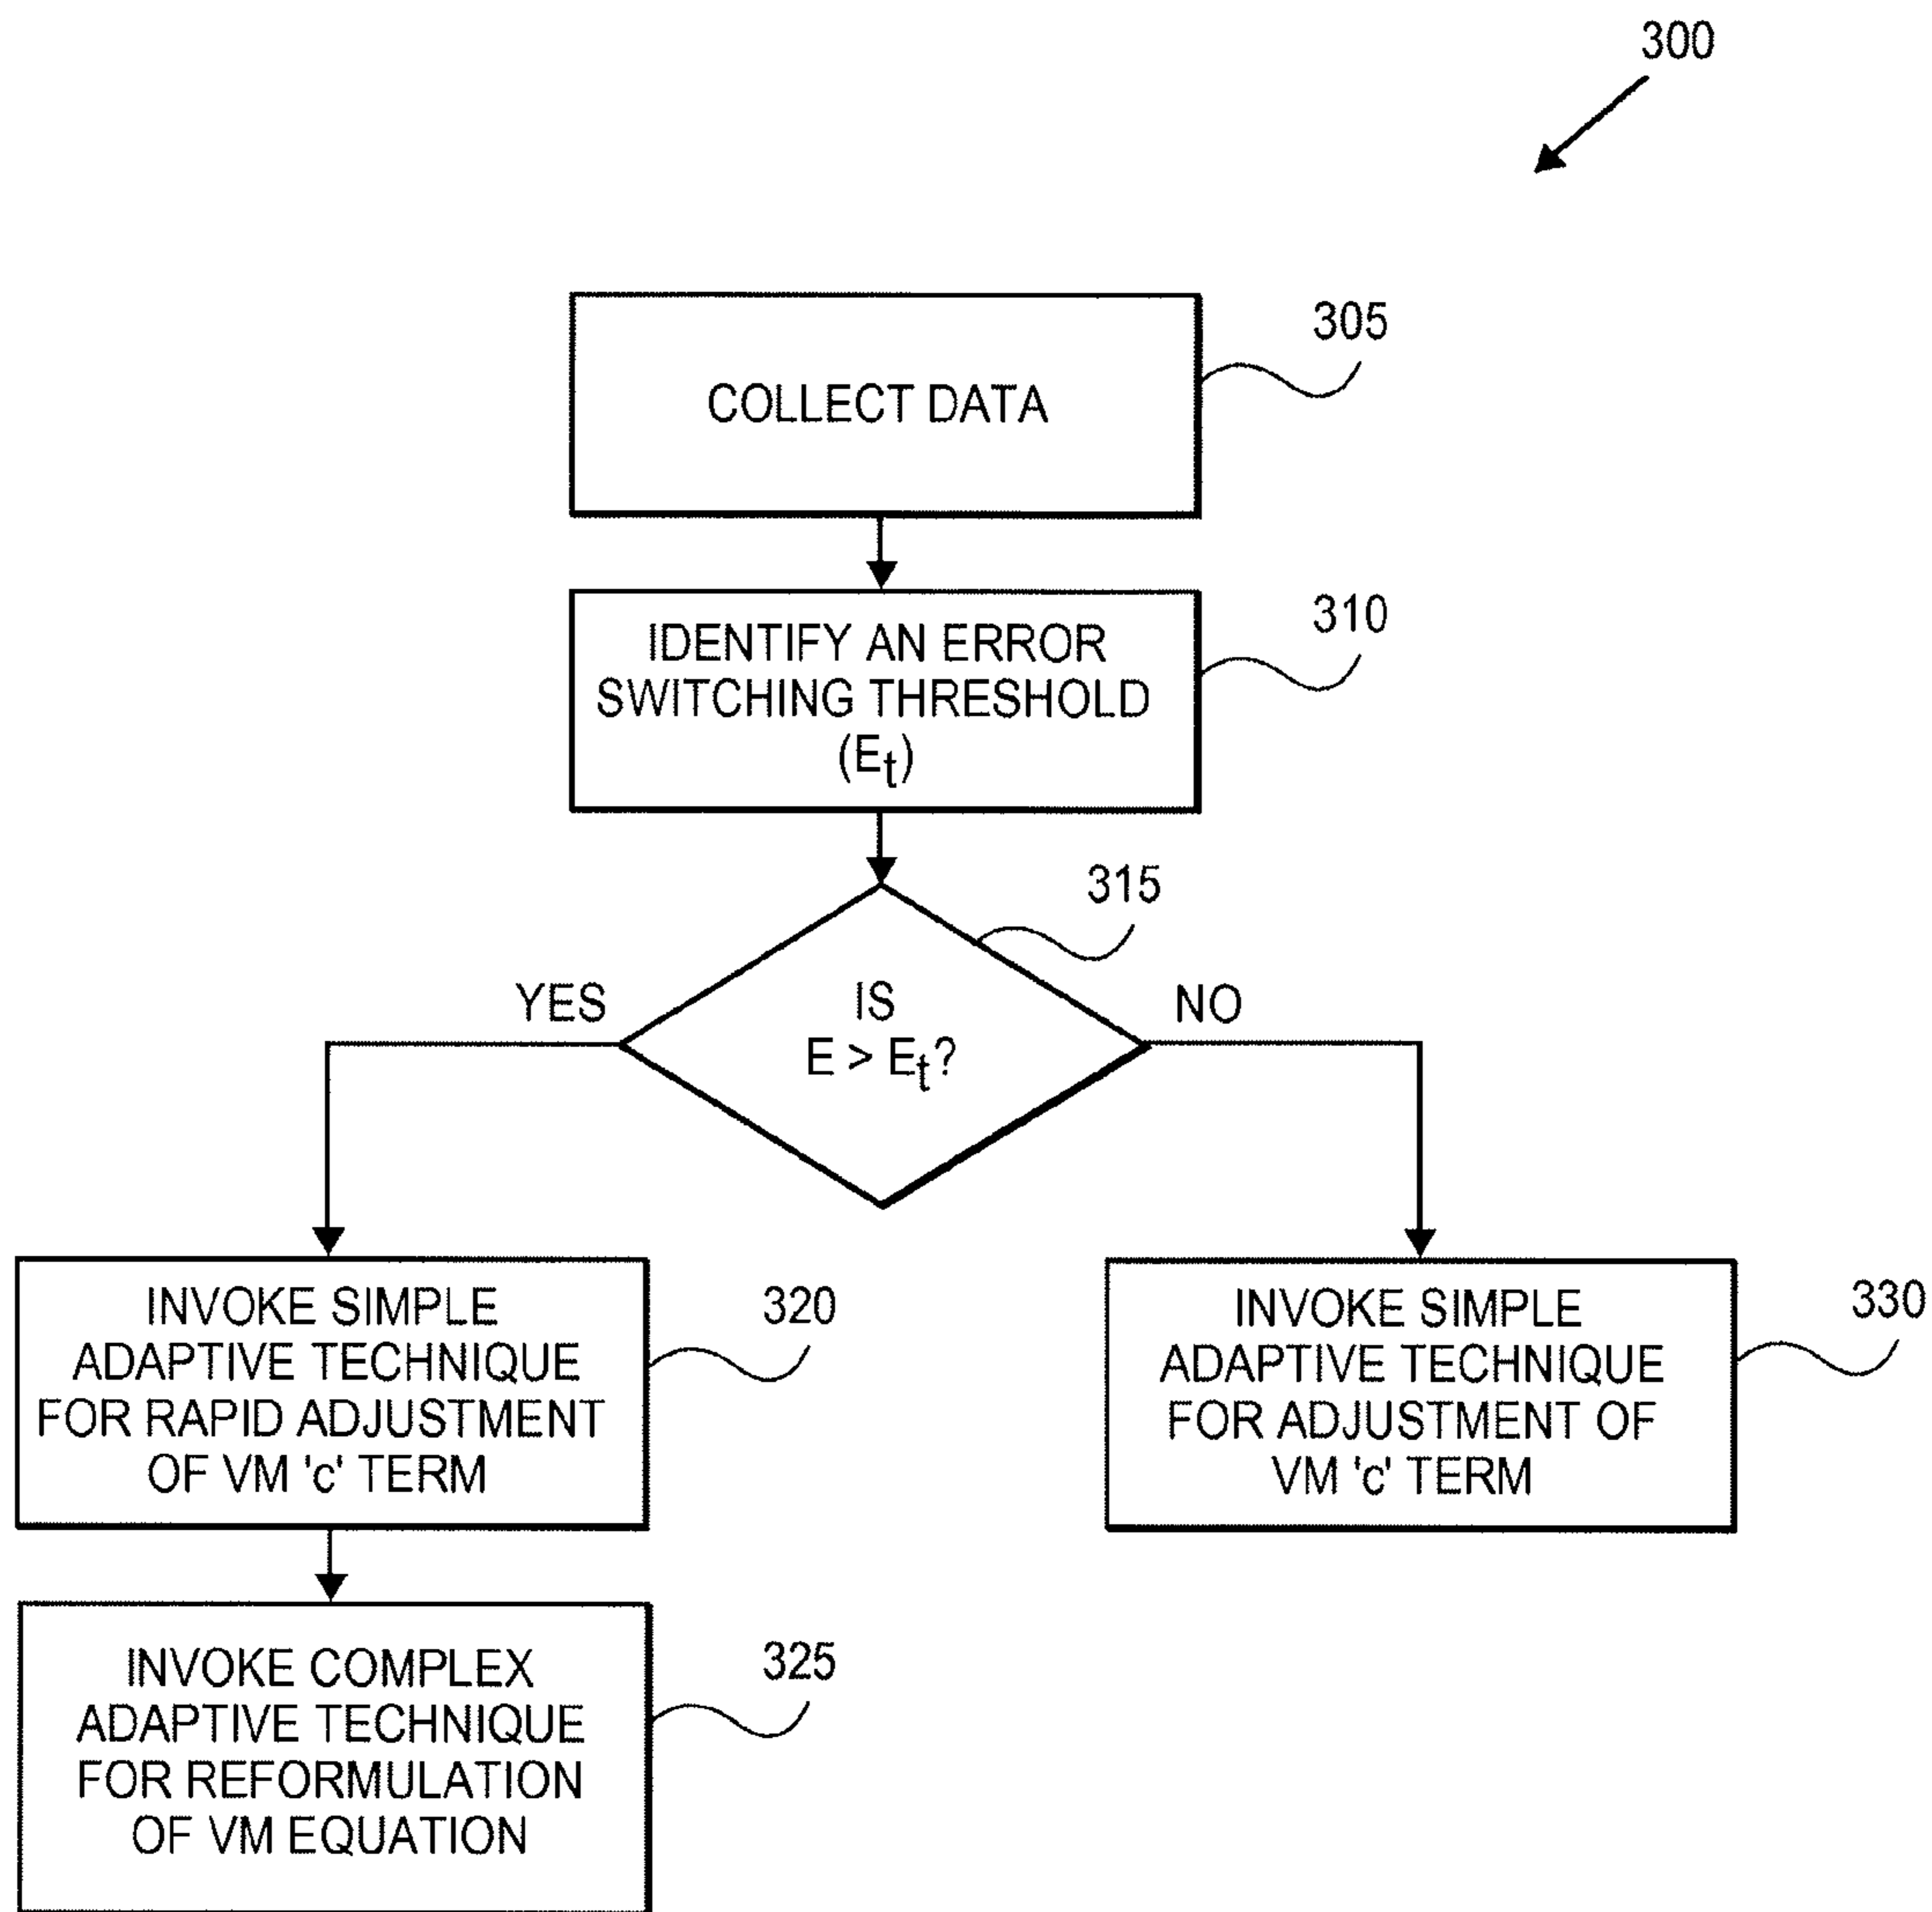 300
COLLECT DATA
305
IDENTIFY AN ERROR
SWITCHING THRESHOLD
(Et)
310
315
YES
IS
E > Et?
NO
INVOKE SIMPLE
ADAPTIVE TECHNIQUE
FOR RAPID ADJUSTMENT
OF VM 'c' TERM
320
INVOKE SIMPLE
ADAPTIVE TECHNIQUE
FOR ADJUSTMENT OF
VM 'c' TERM
330
INVOKE COMPLEX
ADAPTIVE TECHNIQUE
FOR REFORMULATION
OF VM EQUATION
325